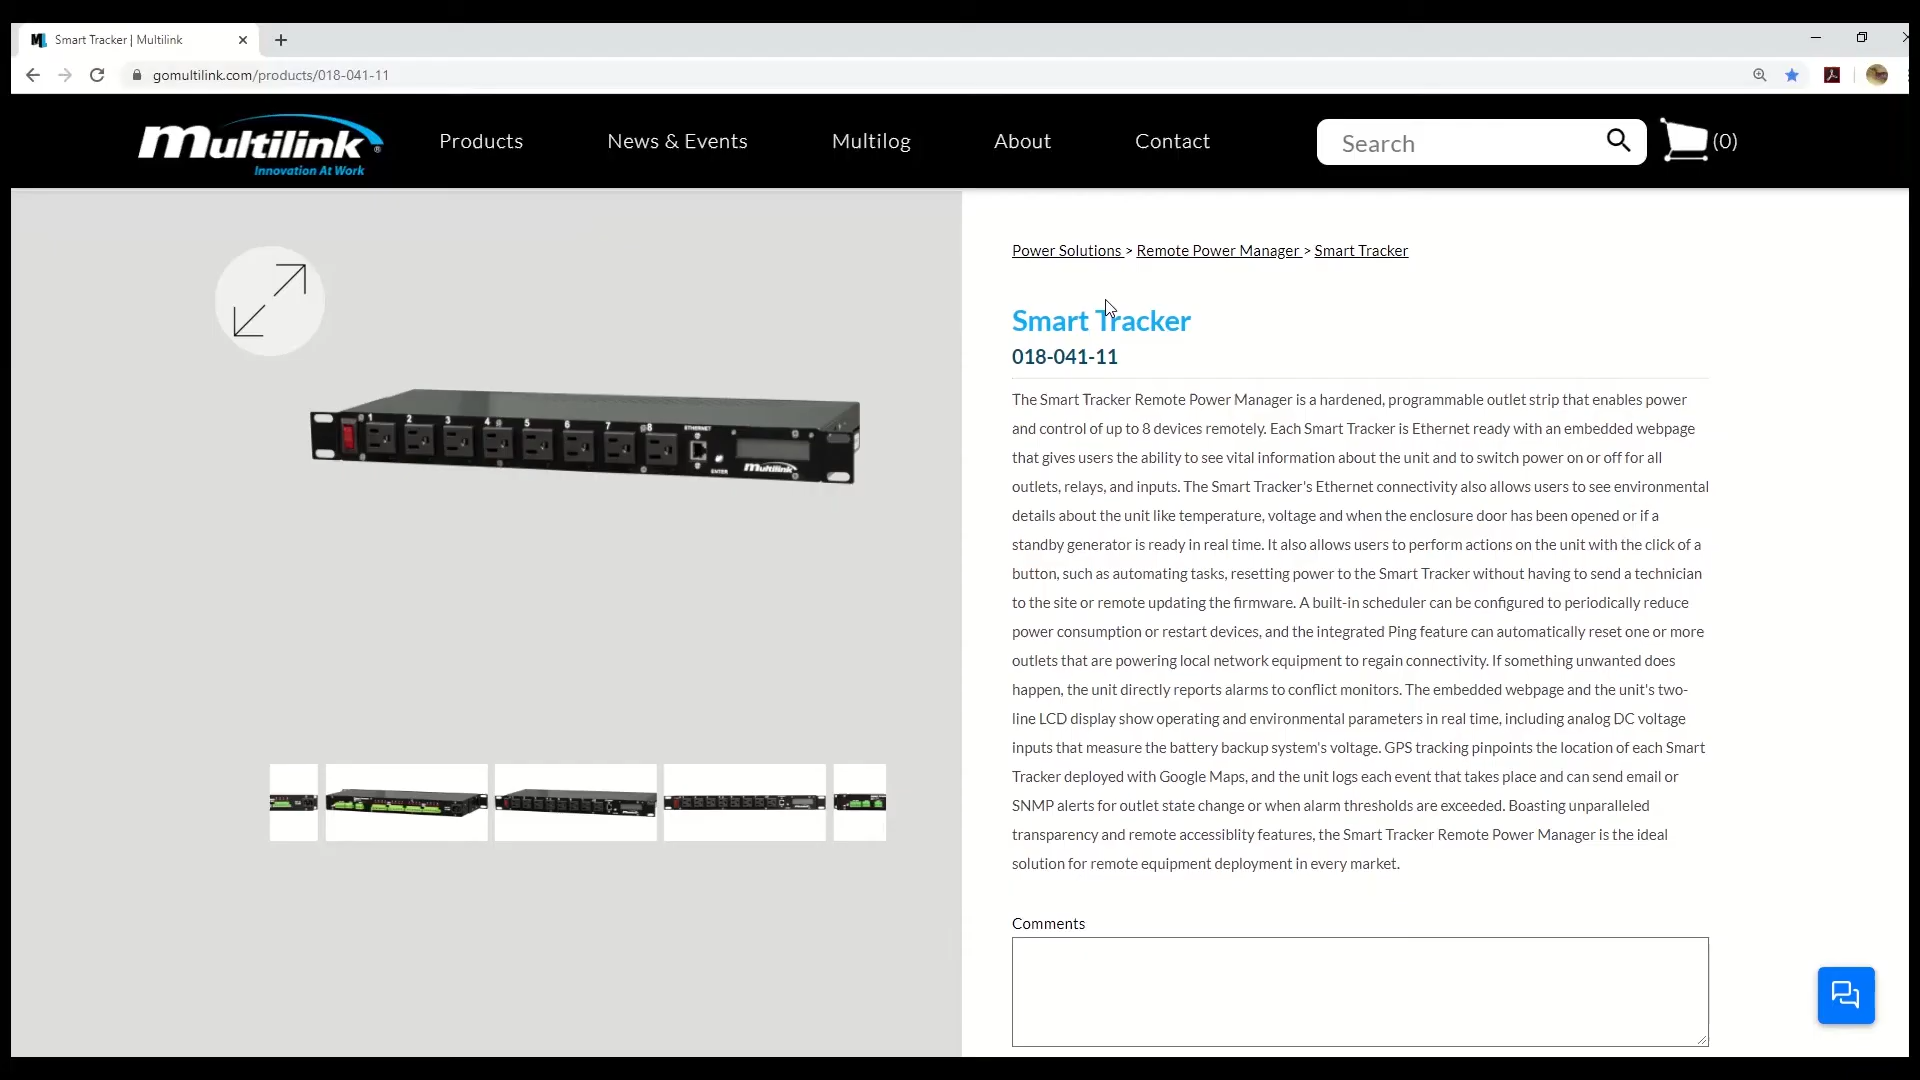 Smart Tracker | Multilink
gomultilink.com/products/018-041-11
Multilink
Innovation At Work
Products
News & Events
Multilog
About
Contact
Search
(0)
Power Solutions > Remote Power Manager > Smart Tracker
Smart Tracker
018-041-11
The Smart Tracker Remote Power Manager is a hardened, programmable outlet strip that enables power
and control of up to 8 devices remotely. Each Smart Tracker is Ethernet ready with an embedded webpage
that gives users the ability to see vital information about the unit and to switch power on or off for all
outlets, relays, and inputs. The Smart Tracker's Ethernet connectivity also allows users to see environmental
details about the unit like temperature, voltage and when the enclosure door has been opened or if a
standby generator is ready in real time. It also allows users to perform actions on the unit with the click of a
button, such as automating tasks, resetting power to the Smart Tracker without having to send a technician
to the site or remote updating the firmware. A built-in scheduler can be configured to periodically reduce
power consumption or restart devices, and the integrated Ping feature can automatically reset one or more
outlets that are powering local network equipment to regain connectivity. If something unwanted does
happen, the unit directly reports alarms to conflict monitors. The embedded webpage and the unit's two-
line LCD display show operating and environmental parameters in real time, including analog DC voltage
inputs that measure the battery backup system's voltage. GPS tracking pinpoints the location of each Smart
Tracker deployed with Google Maps, and the unit logs each event that takes place and can send email or
SNMP alerts for outlet state change or when alarm thresholds are exceeded. Boasting unparalleled
transparency and remote accessiblity features, the Smart Tracker Remote Power Manager is the ideal
solution for remote equipment deployment in every market.
Comments
1 2 3 4 5 6 7 8
ETHERNET
ENTER
Multilink